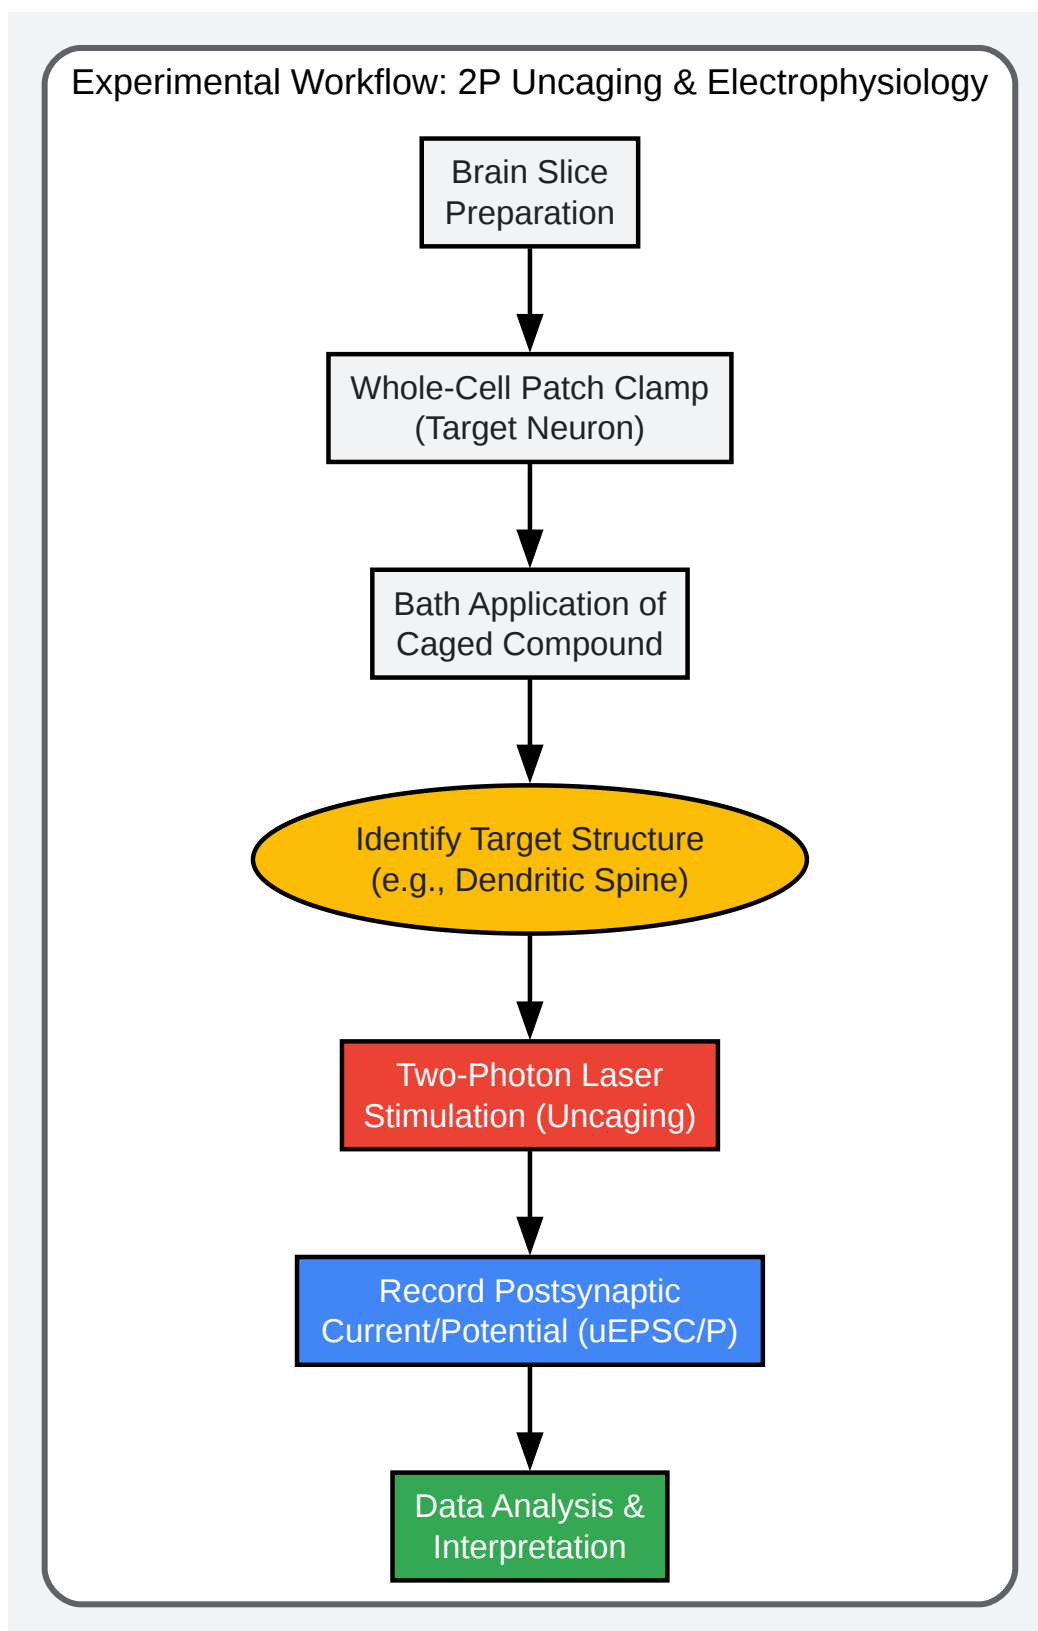 Experimental Workflow: 2P Uncaging & Electrophysiology
Brain Slice
Preparation
Whole-Cell Patch Clamp
(Target Neuron)
Bath Application of
Caged Compound
Identify Target Structure
(e.g., Dendritic Spine)
Two-Photon Laser
Stimulation (Uncaging)
Record Postsynaptic
Current/Potential (uEPSC/P)
Data Analysis &
Interpretation